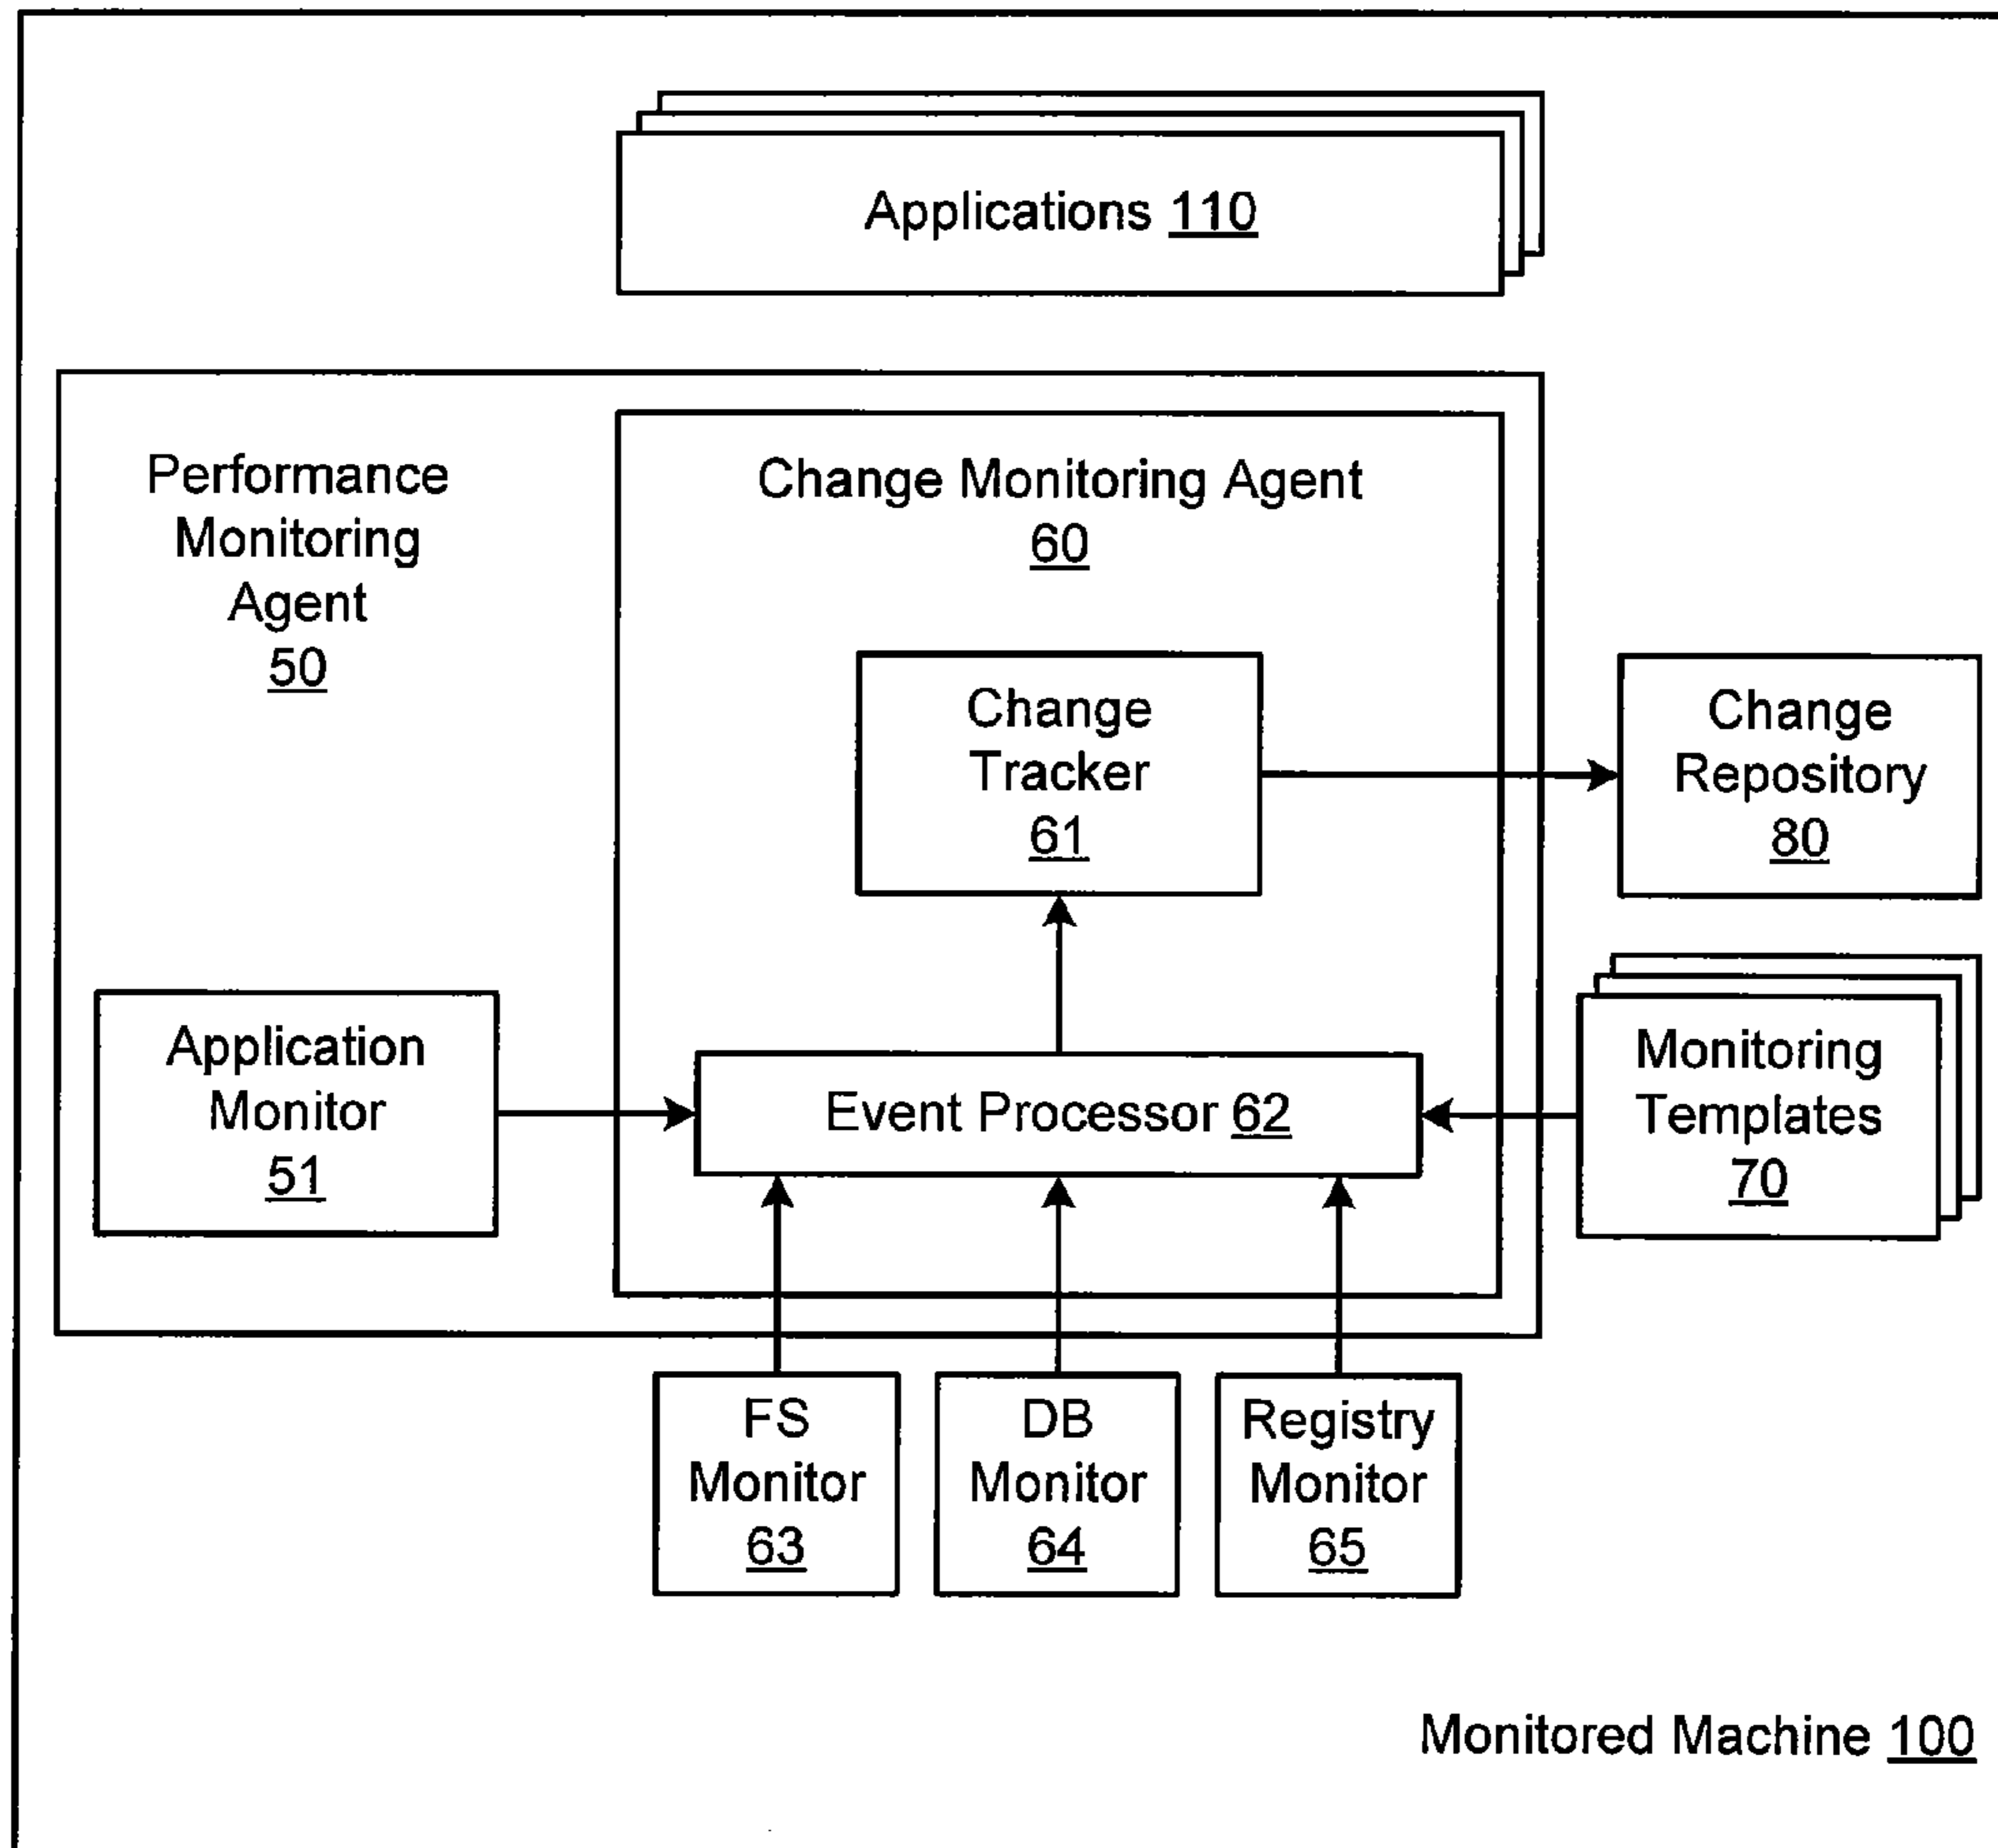 Applications 110
Performance
Monitoring
Agent
50
Change Monitoring Agent
60
Change
Tracker
61
Change
Repository
80
Application
Monitor
51
Event Processor 62
Monitoring
Templates
70
FS
Monitor
63
DB
Monitor
64
Registry
Monitor
65
Monitored Machine 100